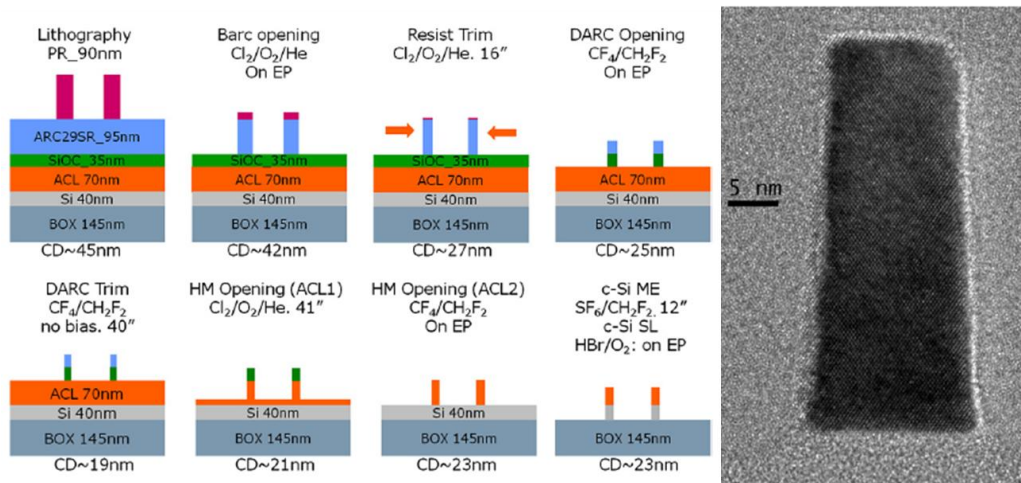 Lithography
PR_90nm
ARC29SR_95nm
SiOC_35nm
ACL 70nm
Si 40nm
BOX 145nm
CD~45nm
Barc opening
Cl₂/O₂/He
On EP
SiOC_35nm
ACL 70nm
Si 40nm
BOX 145nm
CD~42nm
Resist Trim
Cl₂/O₂/He. 16″
SiOC_35nm
ACL 70nm
Si 40nm
BOX 145nm
CD~27nm
DARC Opening
CF₄/CH₂F₂
On EP
ACL 70nm
Si 40nm
BOX 145nm
CD~25nm
DARC Trim
CF₄/CH₂F₂
no bias. 40″
ACL 70nm
Si 40nm
BOX 145nm
CD~19nm
HM Opening (ACL1)
Cl₂/O₂/He. 41″
Si 40nm
BOX 145nm
CD~21nm
HM Opening (ACL2)
CF₄/CH₂F₂
On EP
Si 40nm
BOX 145nm
CD~23nm
c-Si ME
SF₆/CH₂F₂. 12″
c-Si SL
HBr/O₂: on EP
BOX 145nm
CD~23nm
5 nm